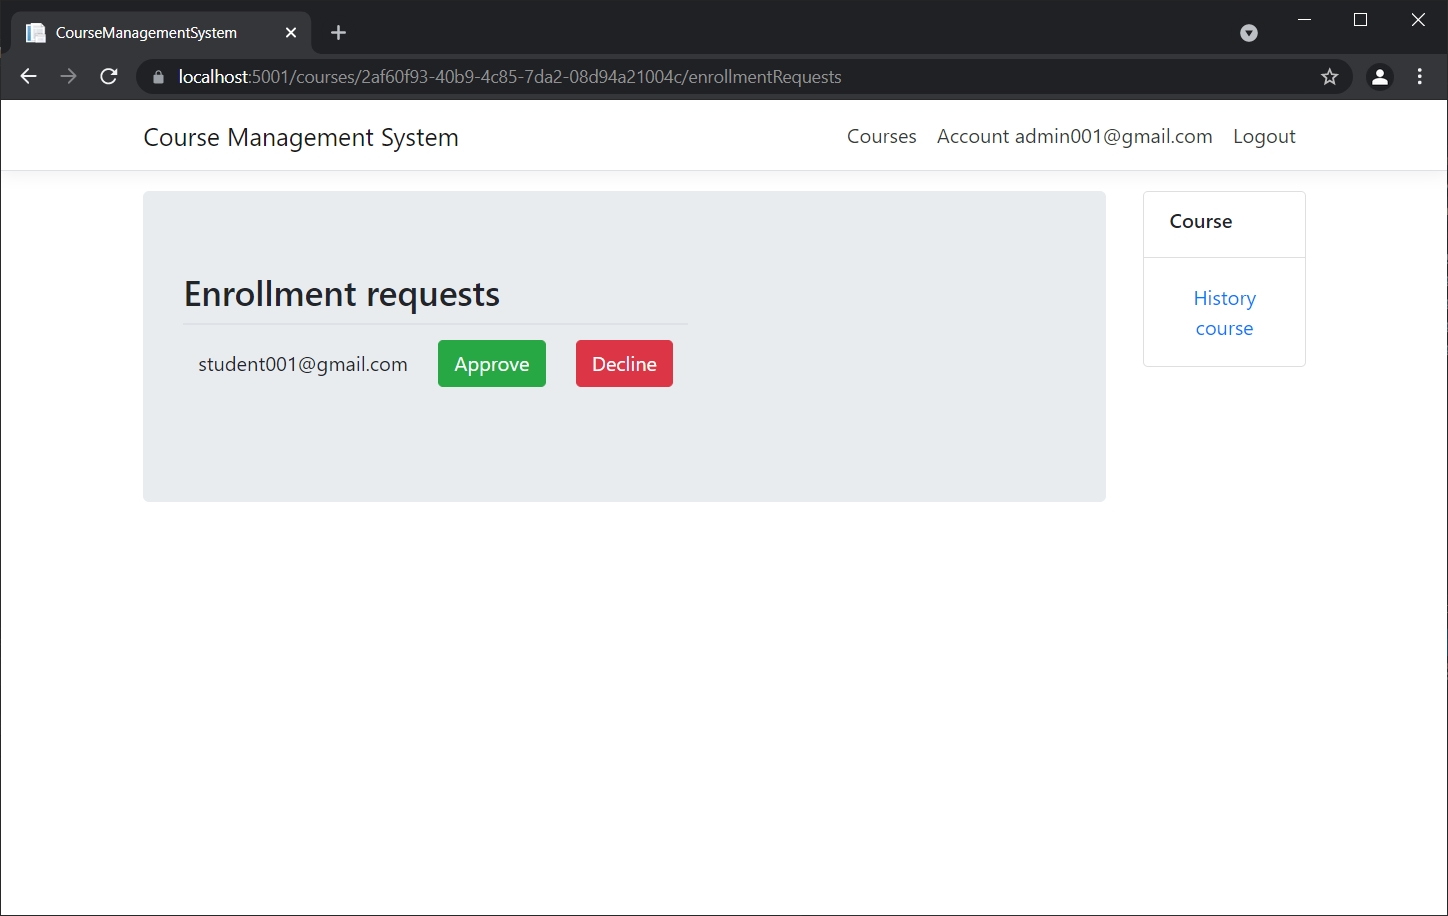 CourseManagementSystem
localhost:5001/courses/2af60f93-40b9-4c85-7da2-08d94a21004c/enrollmentRequests
Course Management System
Courses Account admin001@gmail.com Logout
Enrollment requests
student001@gmail.com Approve Decline
Course
History
course